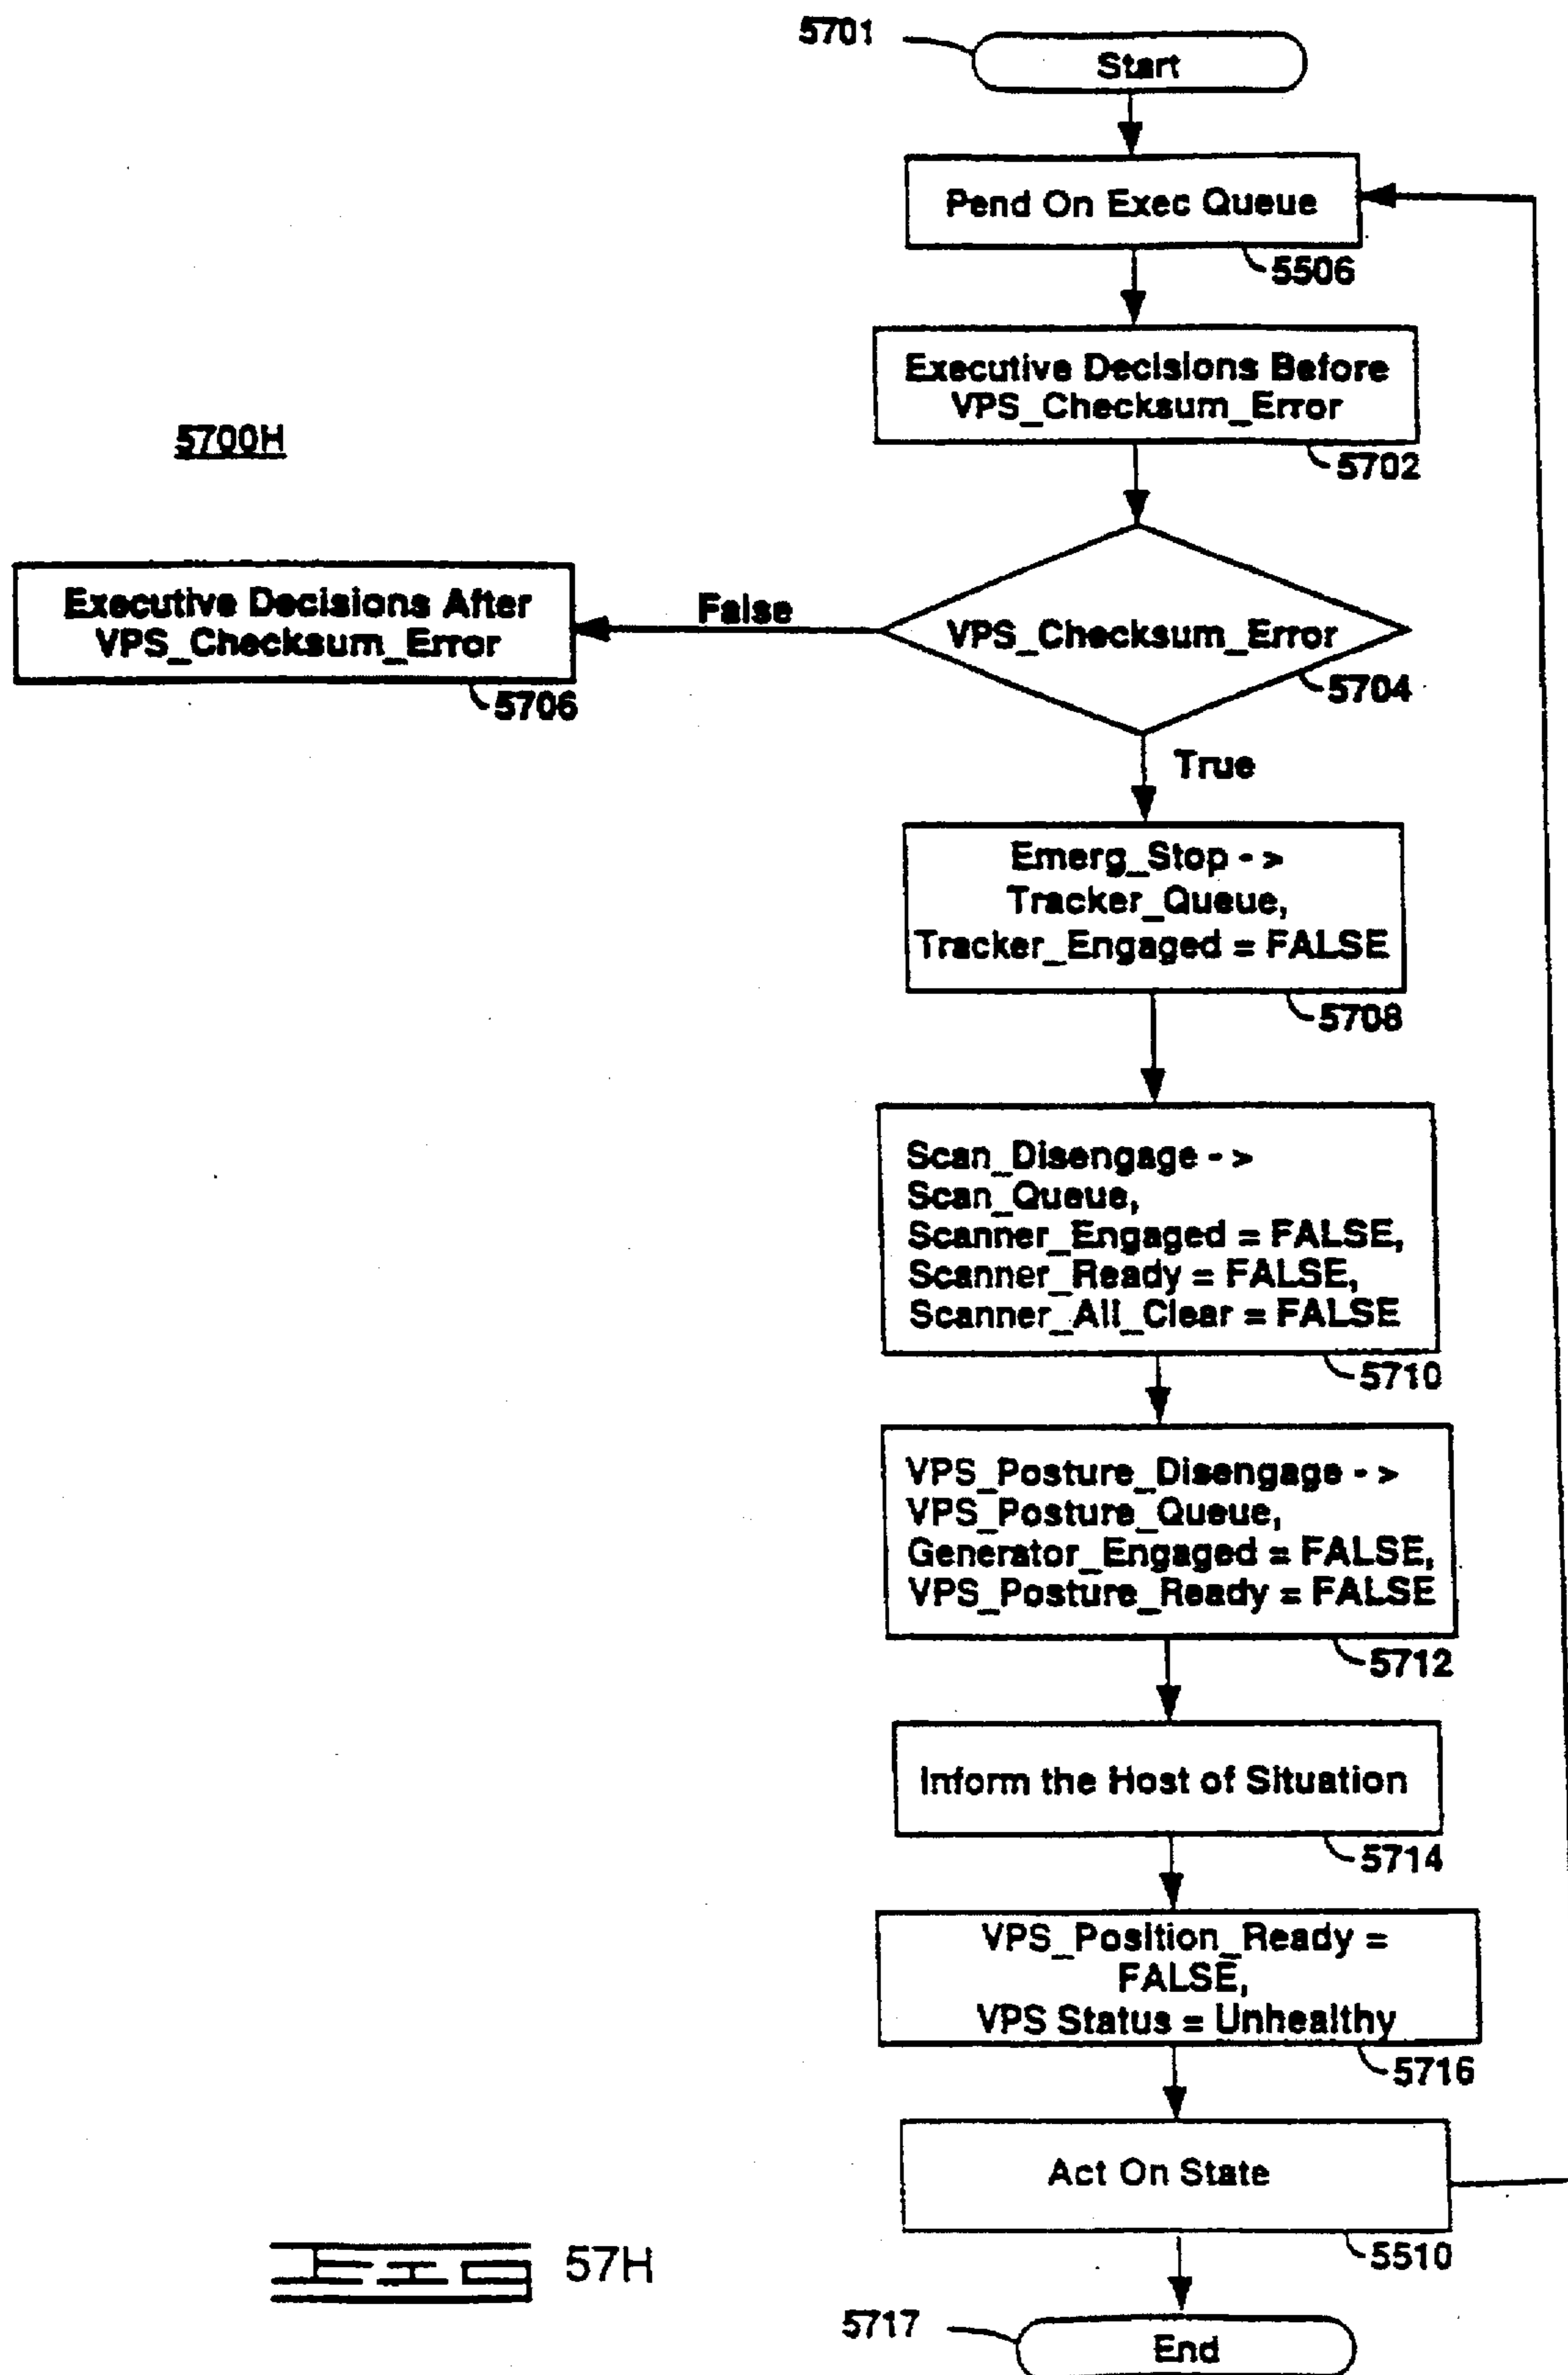 5701
Start
Pend On Exec Queue
5506
Executive Decisions Before
VPS_Checksum_Error
5702
5700H
VPS_Checksum_Error
5704
False
Executive Decisions After
VPS_Checksum_Error
5706
True
Emerg_Stop - >
Tracker_Queue,
Tracker_Engaged = FALSE
5708
Scan_Disengage - >
Scan_Queue,
Scanner_Engaged = FALSE,
Scanner_Ready = FALSE,
Scanner_All_Clear = FALSE
5710
VPS_Posture_Disengage - >
VPS_Posture_Queue,
Generator_Engaged = FALSE,
VPS_Posture_Ready = FALSE
5712
Inform the Host of Situation
5714
VPS_Position_Ready =
FALSE,
VPS Status = Unhealthy
5716
Act On State
5510
5717
End
FIG 57H